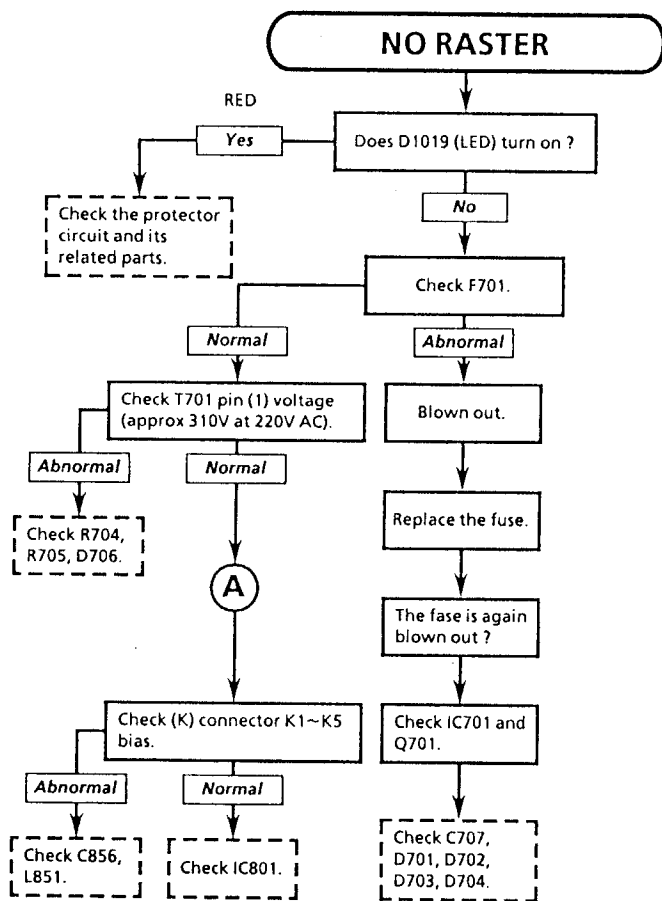 NO RASTER
RED
Yes
Does D1019 (LED) turn on ?
No
Check the protector
circuit and its
related parts.
Check F701.
Normal
Abnormal
Check T701 pin (1) voltage
(approx 310V at 220V AC).
Blown out.
Abnormal
Normal
Check R704,
R705, D706.
Replace the fuse.
A
The fase is again
blown out ?
Check (K) connector K1~K5
bias.
Check IC701 and
Q701.
Abnormal
Normal
Check C856,
L851.
Check IC801.
Check C707,
D701, D702,
D703, D704.